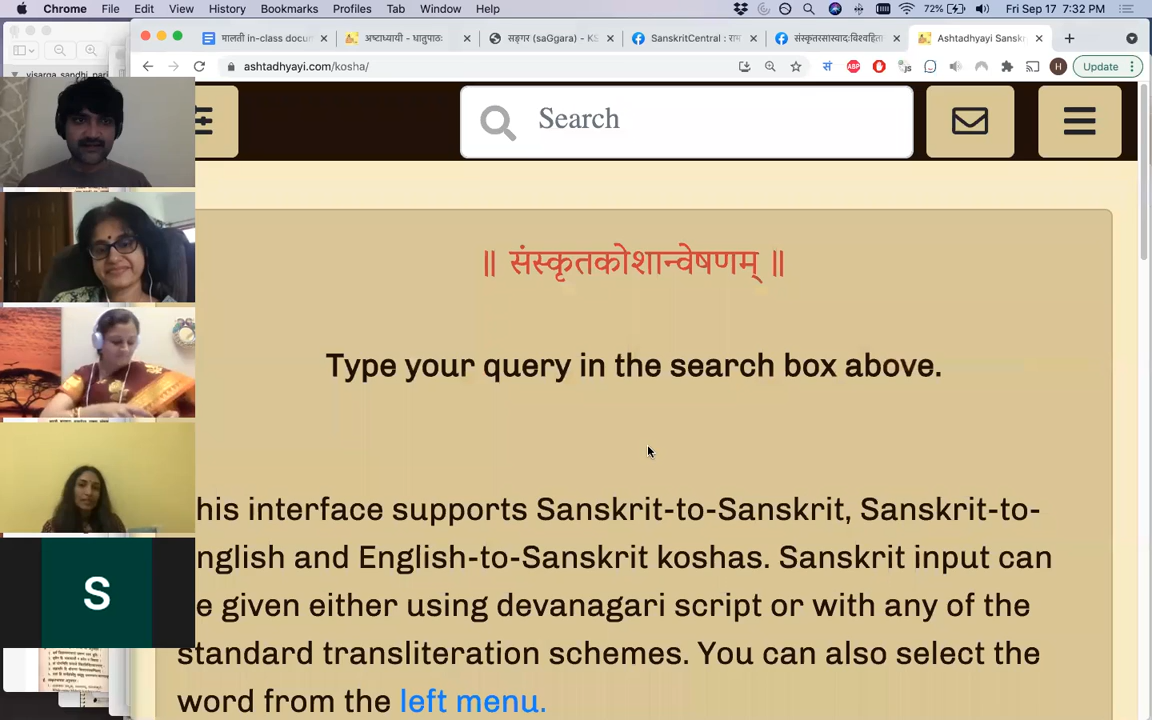 Chrome File Edit View History Bookmarks Profiles Tab Window Help 72% Fri Sep 17 7:32 PM
मालती in-class docum
अष्टाध्यायी - धातुपाठः
सङ्गर (saGgara) - KS
SanskritCentral : राम
संस्कृतरसास्वादःविश्वहिता
Ashtadhyayi Sanskr
ashtadhyayi.com/kosha/
H
Update
Search
॥ संस्कृतकोशान्वेषणम् ॥
Type your query in the search box above.
his interface supports Sanskrit-to-Sanskrit, Sanskrit-to-
nglish and English-to-Sanskrit koshas. Sanskrit input can
e given either using devanagari script or with any of the
standard transliteration schemes. You can also select the
word from the left menu.
S